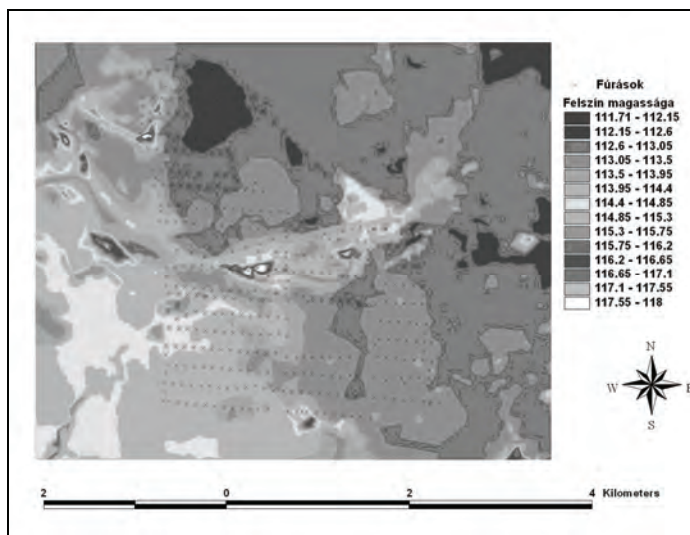 Fúrások
Felszín magassága
111.71 - 112.15
112.15 - 112.6
112.6 - 113.05
113.05 - 113.5
113.5 - 113.95
113.95 - 114.4
114.4 - 114.85
114.85 - 115.3
115.3 - 115.75
115.75 - 116.2
116.2 - 116.65
116.65 - 117.1
117.1 - 117.55
117.55 - 118
N
W E
S
2 0 2 4 Kilometers